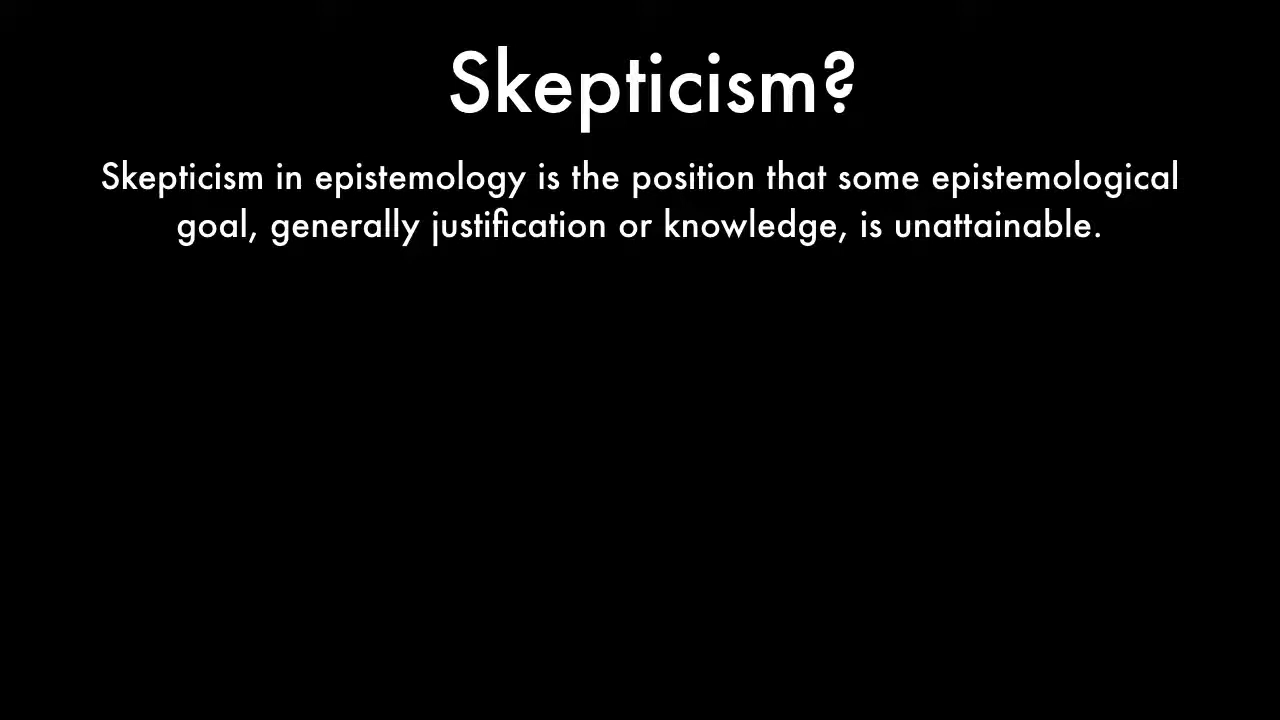 Skepticism?
Skepticism in epistemology is the position that some epistemological
goal, generally justification or knowledge, is unattainable.